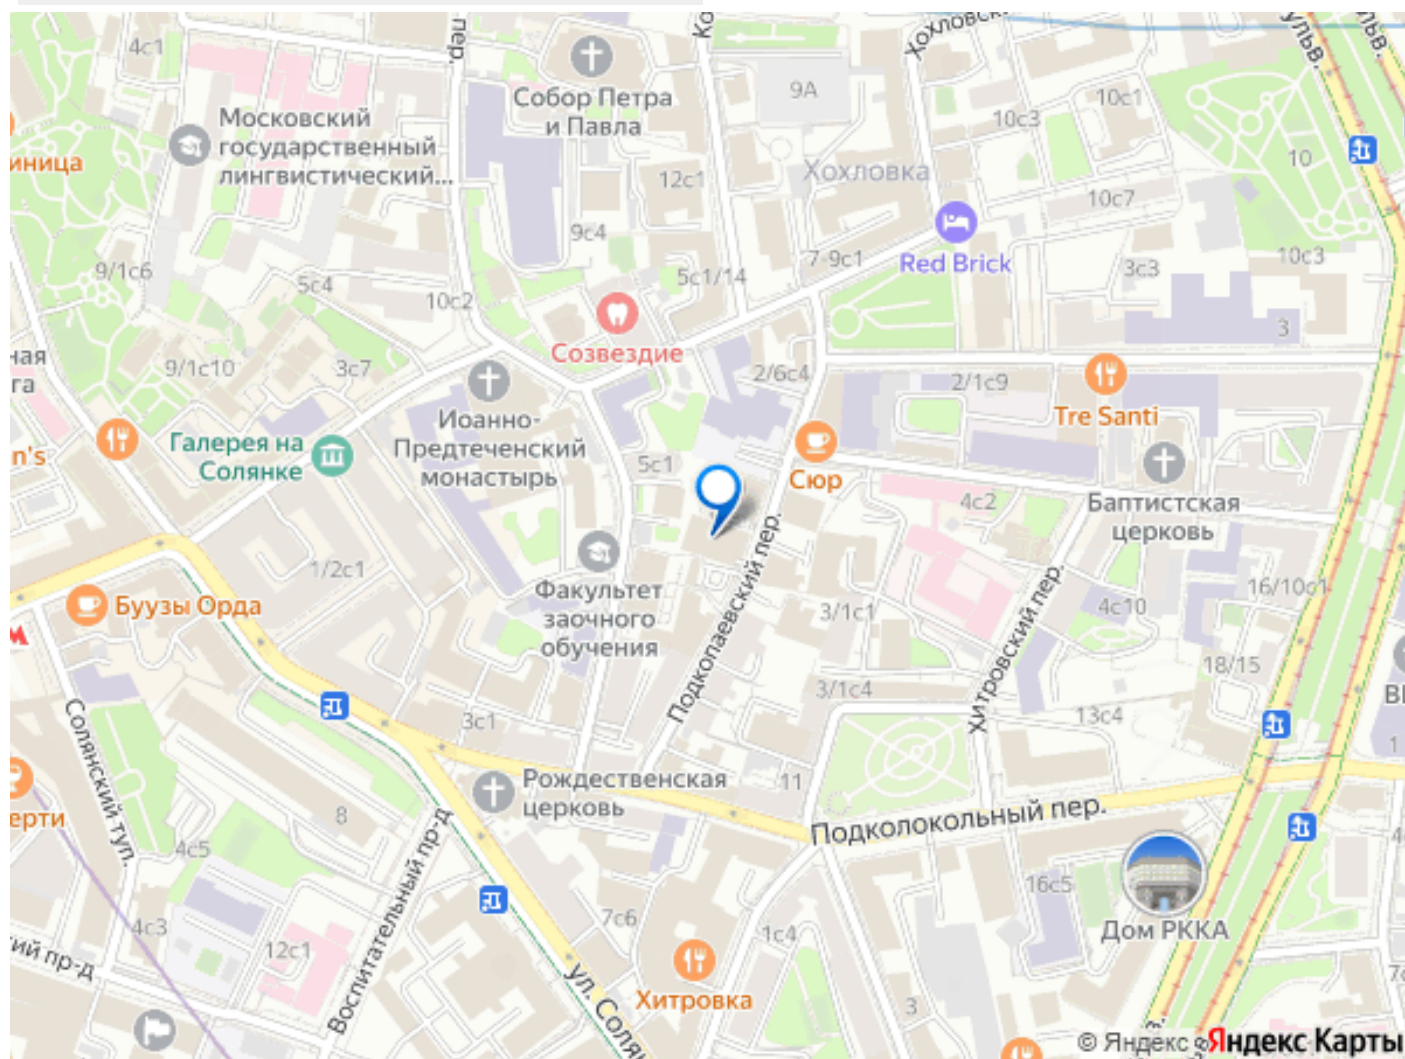 4с1
пер.
Собор Петра
и Павла
9А
Хохловка
10с3
10с1
10
10с7
10с3
Московский
государственный
лингвистический...
12с1
9с4
5с1/14
7-9с1
Red Brick
3с3
3
9/1с6
5с4
10с2
Созвездие
9/1с10
3с7
2/6с4
2/1с9
Tre Santi
Иоанно-
Предтеченский
монастырь
Галерея на
Солянке
5с1
Сюр
4с2
Баптистская
церковь
1/2с1
Факультет
заочного
обучения
Подкопаевский пер.
3/1с1
Хитровский пер.
4с10
16/10с1
Буузы Орда
18/15
3/1с4
13с4
Солянский туп.
3с1
Рождественская
церковь
11
Подколокольный пер.
8
4с5
Воспитательный пр-д
16с5
Дом РККА
4с3
12с1
7с6
1с4
Хитровка
3
© Яндекс
Яндекс Карты